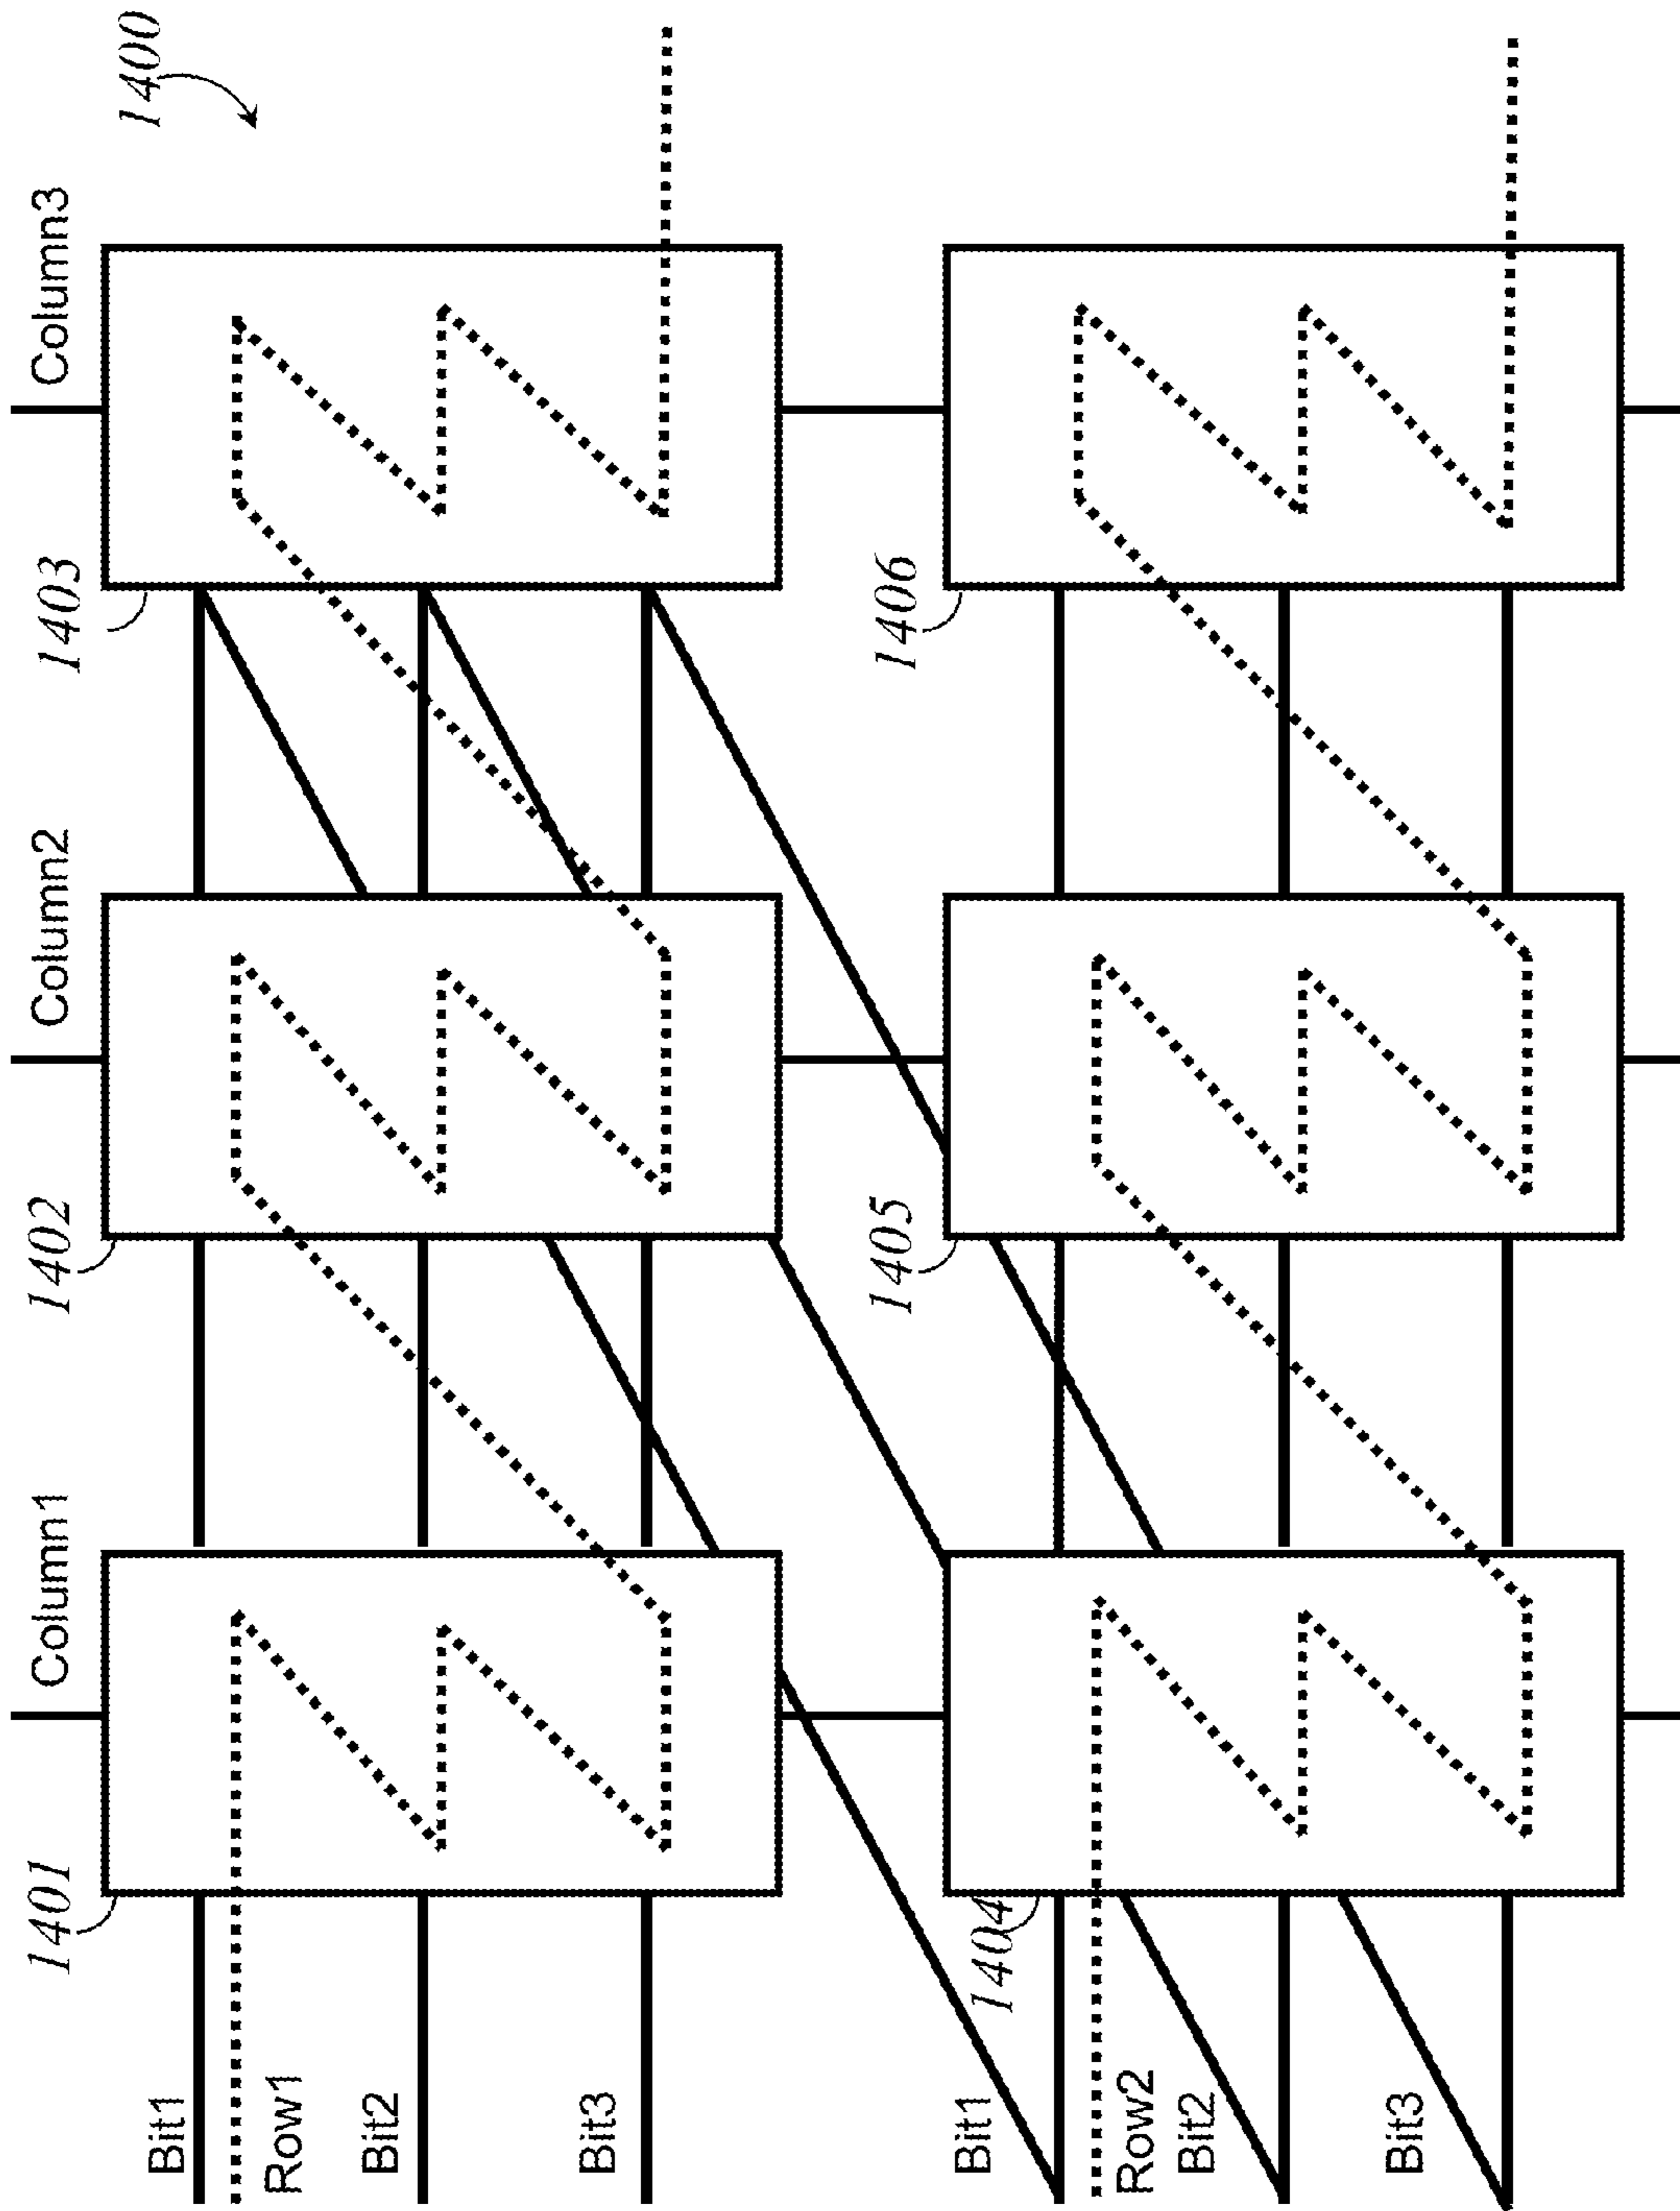 1400
Column1
Column2
Column3
1401
1402
1403
Bit1
Row1
Bit2
Bit3
1404
1405
1406
Bit1
Row2
Bit2
Bit3